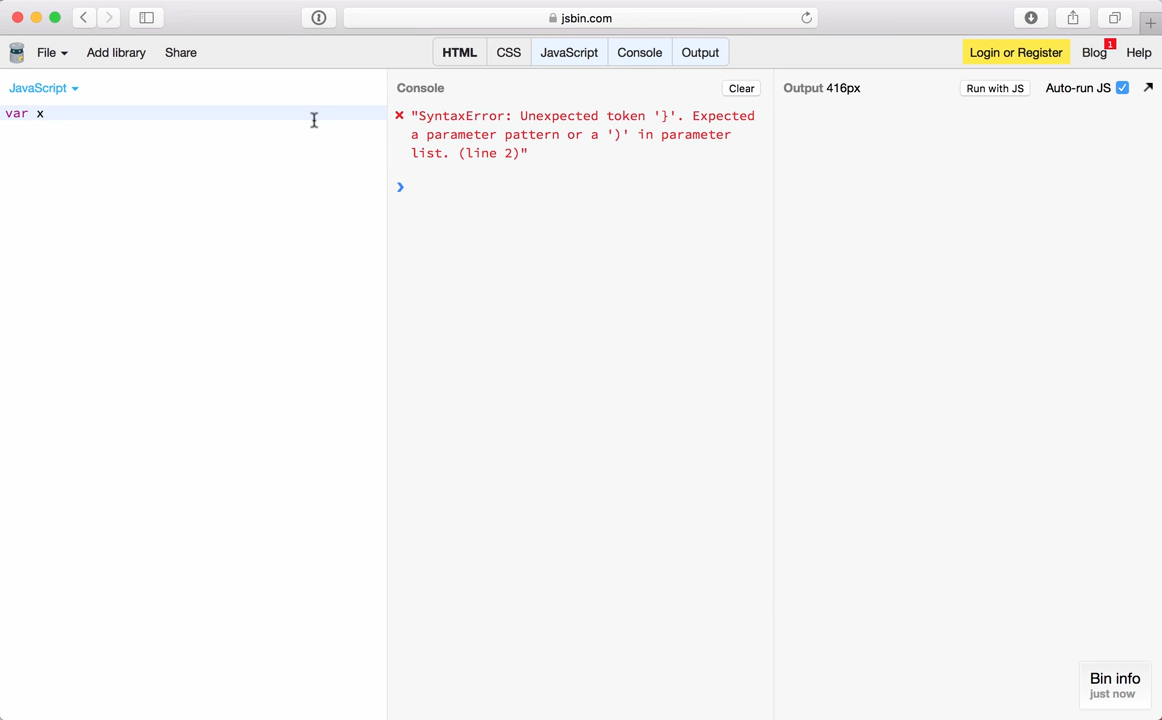 jsbin.com
File Add library Share HTML CSS JavaScript Console Output Login or Register Blog 1 Help
JavaScript Console Clear Output 416px Run with JS Auto-run JS
var x
"SyntaxError: Unexpected token '}'. Expected
a parameter pattern or a ')' in parameter
list. (line 2)"
Bin info
just now